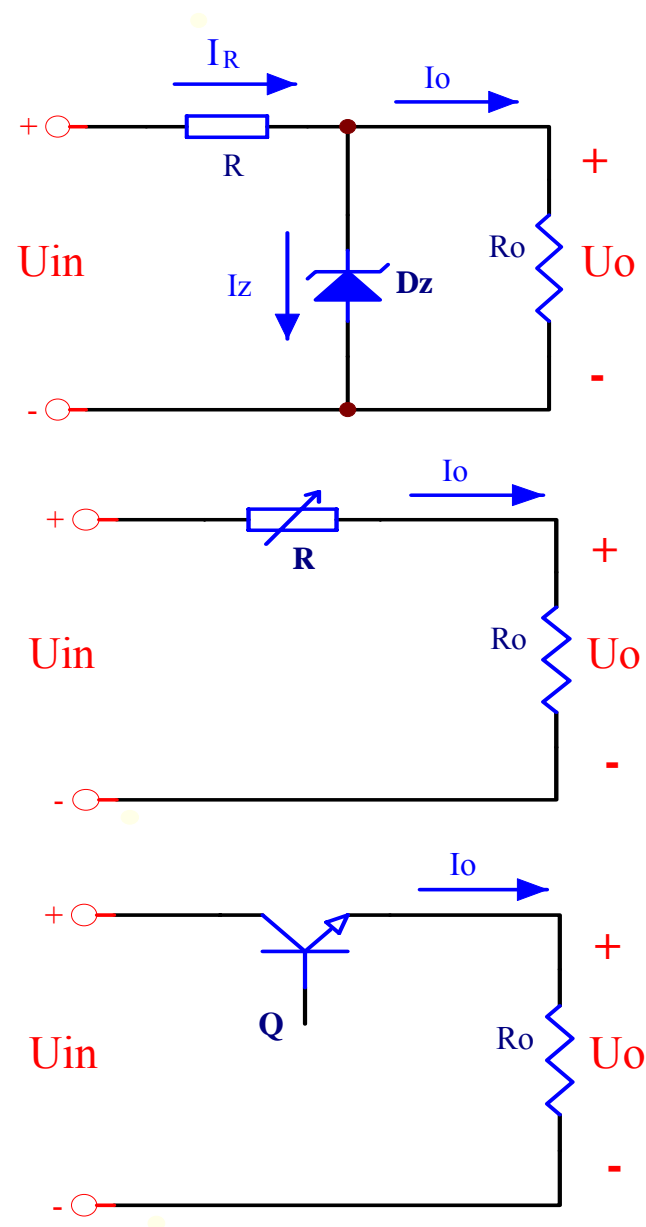 IR
Io
+
R
+
Uin
Iz
Dz
Ro
Uo
-
-
Io
+
R
+
Uin
Ro
Uo
-
-
Io
+
+
Q
Uin
Ro
Uo
-
-